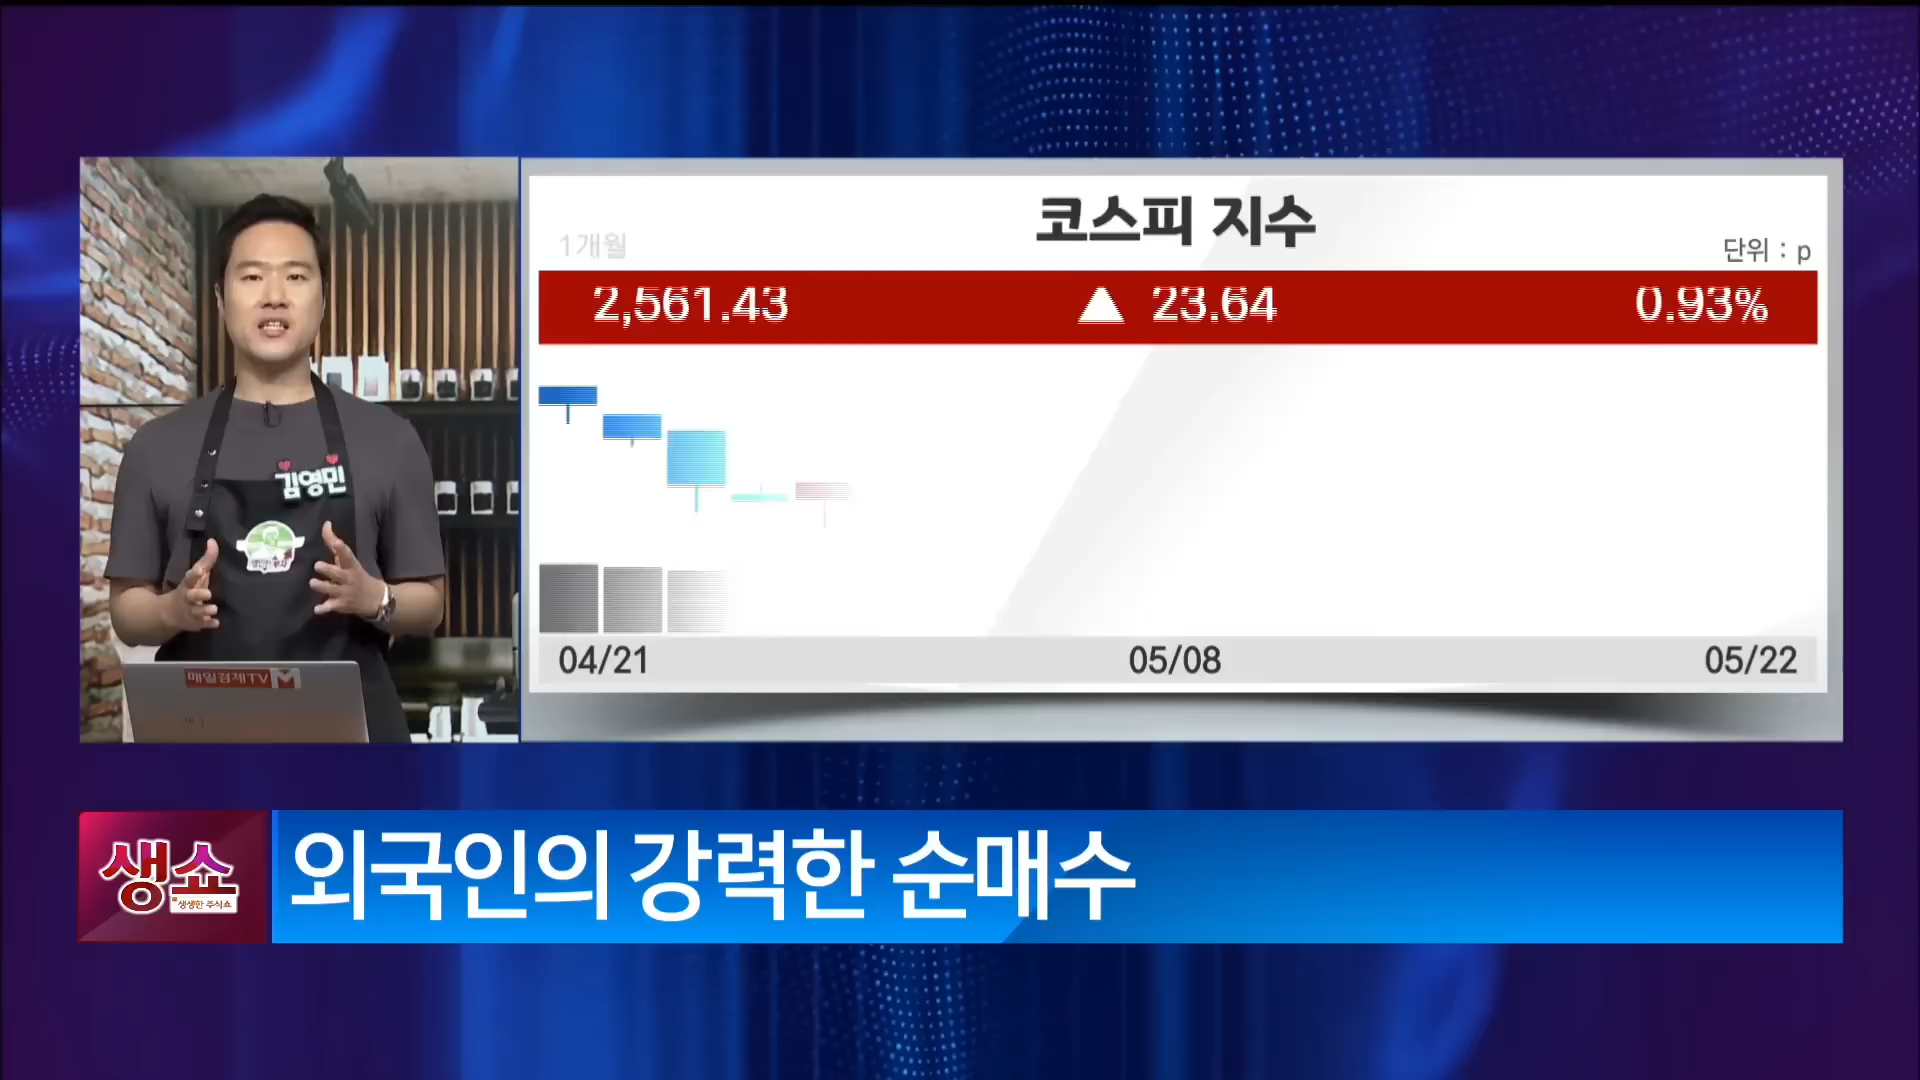 코스피 지수
1개월
단위 : p
2,561.43 ▲ 23.64 0.93%
04/21 05/08 05/22
김영민
매일경제TV M
생쇼
생생한 주식쇼
외국인의 강력한 순매수